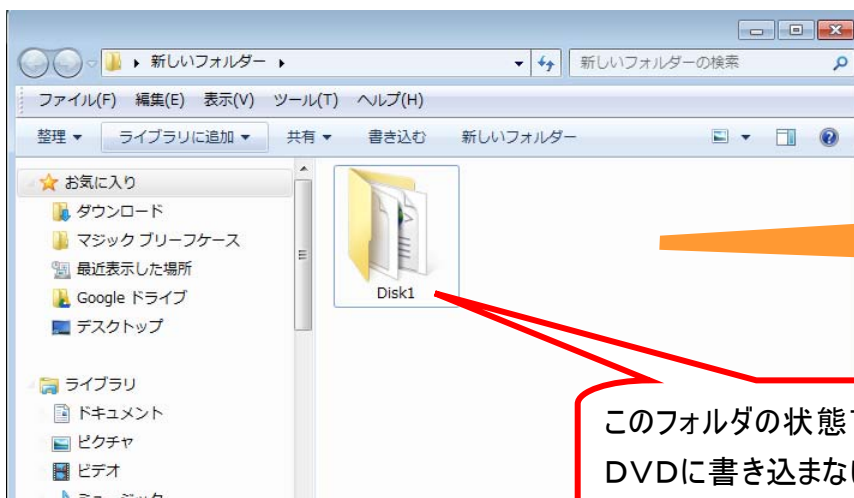 新しいフォルダー
新しいフォルダーの検索
ファイル(F) 編集(E) 表示(V) ツール(T) ヘルプ(H)
整理 ライブラリに追加 共有 書き込む 新しいフォルダー
お気に入り
ダウンロード
マジック ブリーフケース
最近表示した場所
Google ドライブ
デスクトップ
ライブラリ
ドキュメント
ピクチャ
ビデオ
Disk1
このフォルダの状態
DVDに書き込まない